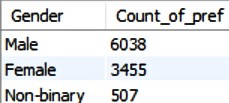 Gender Count_of_pref
Male 6038
Female 3455
Non-binary 507